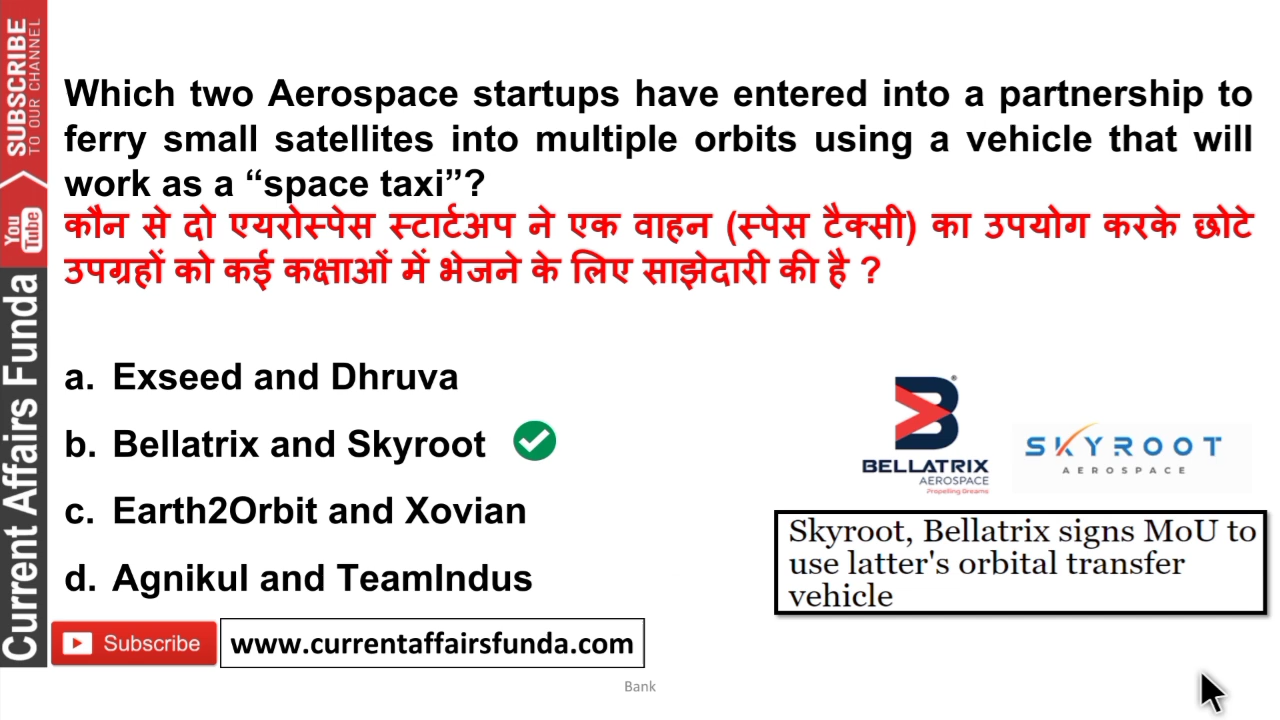 SUBSCRIBE
TO OUR CHANNEL
You Tube
Current Affairs Funda
Which two Aerospace startups have entered into a partnership to
ferry small satellites into multiple orbits using a vehicle that will
work as a “space taxi”?
कौन से दो एयरोस्पेस स्टार्टअप ने एक वाहन (स्पेस टैक्सी) का उपयोग करके छोटे
उपग्रहों को कई कक्षाओं में भेजने के लिए साझेदारी की है ?
a. Exseed and Dhruva
b. Bellatrix and Skyroot
c. Earth2Orbit and Xovian
d. Agnikul and TeamIndus
BELLATRIX
AEROSPACE
Propelling Dreams
SKYROOT
AEROSPACE
Skyroot, Bellatrix signs MoU to
use latter's orbital transfer
vehicle
Subscribe
www.currentaffairsfunda.com
Bank